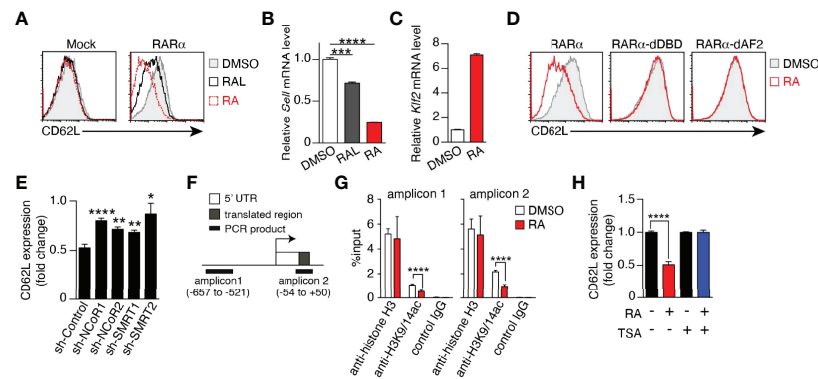 A
Mock
RARα
DMSO
RAL
RA
CD62L
B
Relative Sell mRNA level
1.0
0.5
0
****
***
DMSO
RAL
RA
C
Relative Klf2 mRNA level
8
6
4
2
0
DMSO
RA
D
RARα
RARα-dDBD
RARα-dAF2
DMSO
RA
CD62L
E
CD62L expression
(fold change)
1.0
0.5
0
****
**
**
*
sh-Control
sh-NCoR1
sh-NCoR2
sh-SMRT1
sh-SMRT2
F
5' UTR
translated region
PCR product
amplicon1
(-657 to -521)
amplicon 2
(-54 to +50)
G
amplicon 1
amplicon 2
DMSO
RA
%input
8
6
4
2
0
****
****
anti-histone H3
anti-H3K9/14ac
control IgG
anti-histone H3
anti-H3K9/14ac
control IgG
H
CD62L expression
(fold change)
1.5
1.0
0.5
0
****
RA - + - +
TSA - - + +